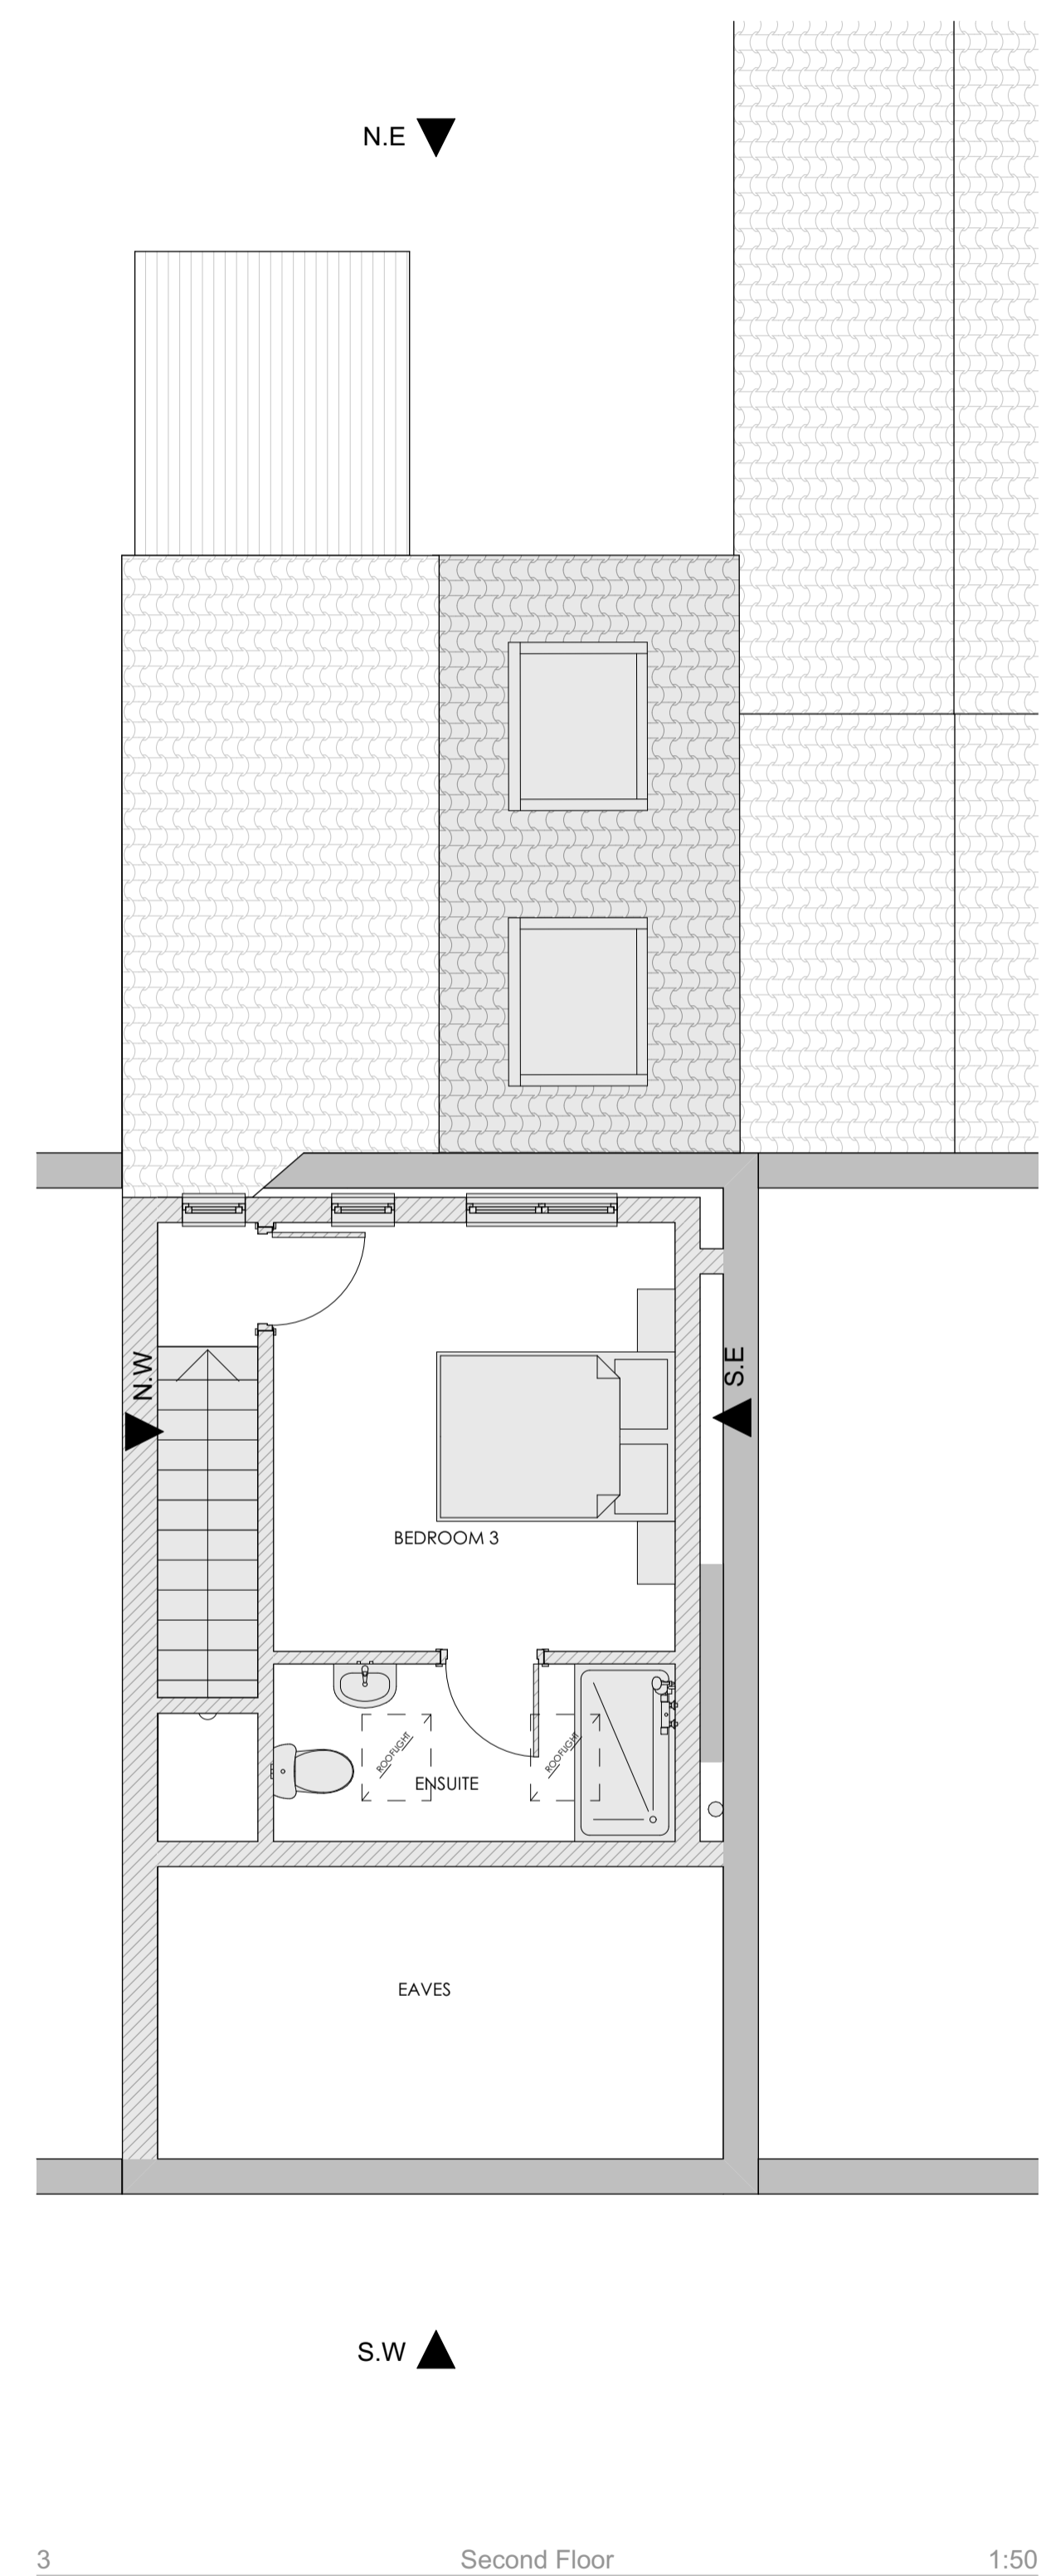 N.E
N.W
S.E
BEDROOM 3
ROOFLIGHT
ROOFLIGHT
ENSUITE
EAVES
S.W
3 Second Floor 1:50